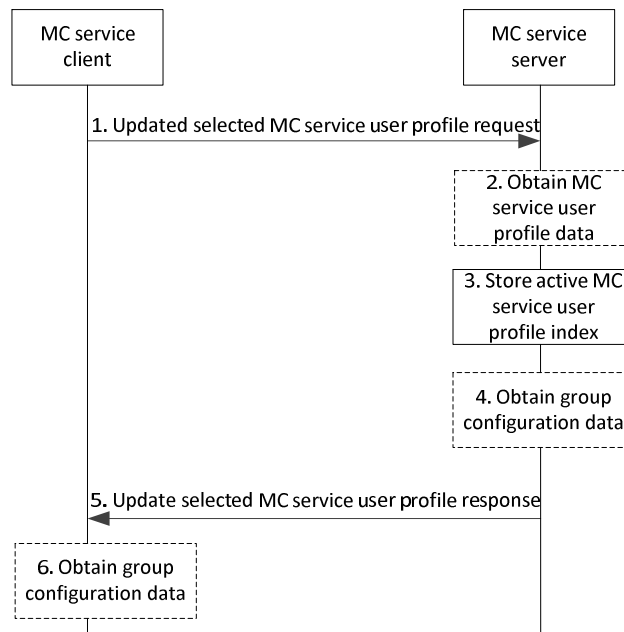 MC service
client
MC service
server
1. Updated selected MC service user profile request
2. Obtain MC
service user
profile data
3. Store active MC
service user
profile index
4. Obtain group
configuration data
5. Update selected MC service user profile response
6. Obtain group
configuration data